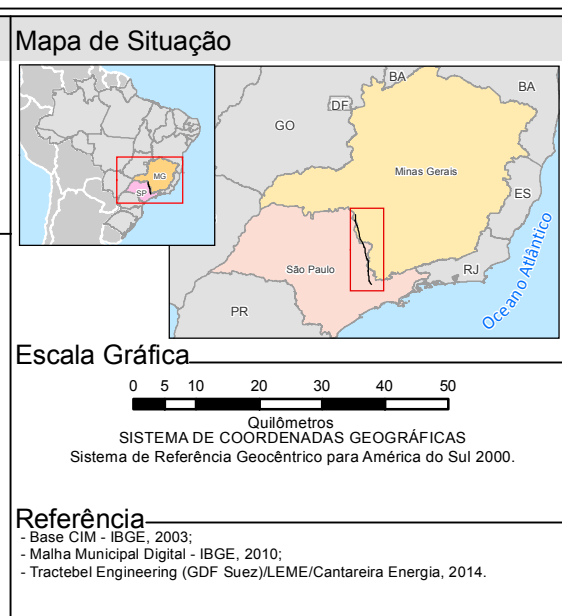 Mapa de Situação
MG
SP
BA
BA
DF
GO
Minas Gerais
ES
São Paulo
RJ
Oceano Atlântico
PR
Escala Gráfica
0 5 10 20 30 40 50
Quilômetros
SISTEMA DE COORDENADAS GEOGRÁFICAS
Sistema de Referência Geocêntrico para América do Sul 2000.
Referência
- Base CIM - IBGE, 2003;
- Malha Municipal Digital - IBGE, 2010;
- Tractebel Engineering (GDF Suez)/LEME/Cantareira Energia, 2014.